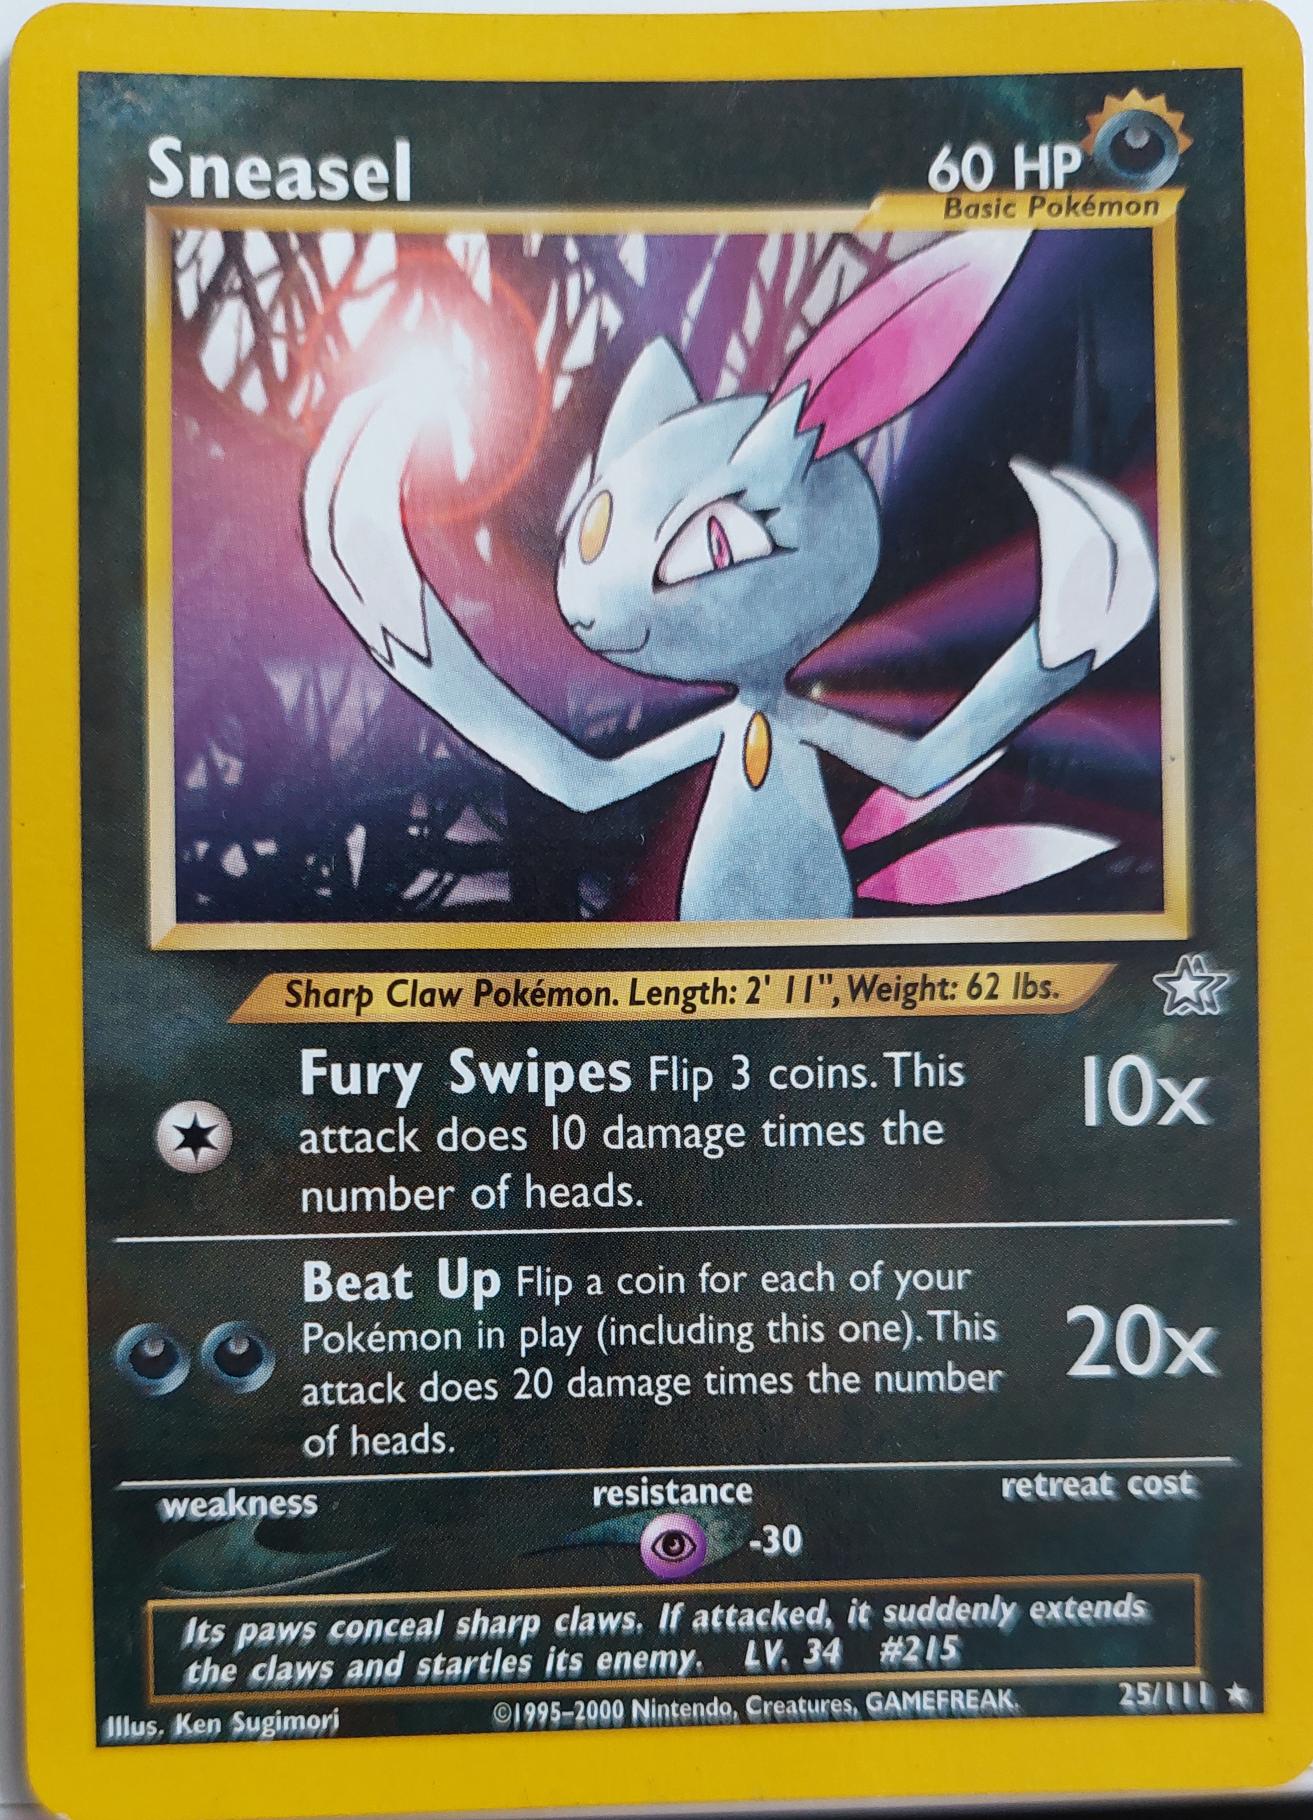 Sneasel
60 HP
Basic Pokémon
Sharp Claw Pokémon. Length: 2' 11", Weight: 62 lbs.
Fury Swipes Flip 3 coins. This
attack does 10 damage times the
number of heads.
10x
Beat Up Flip a coin for each of your
Pokémon in play (including this one). This
attack does 20 damage times the number
of heads.
20x
weakness
resistance
retreat cost
-30
Its paws conceal sharp claws. If attacked, it suddenly extends
the claws and startles its enemy. LV. 34 #215
Illus. Ken Sugimori
©1995–2000 Nintendo, Creatures, GAMEFREAK.
25/111